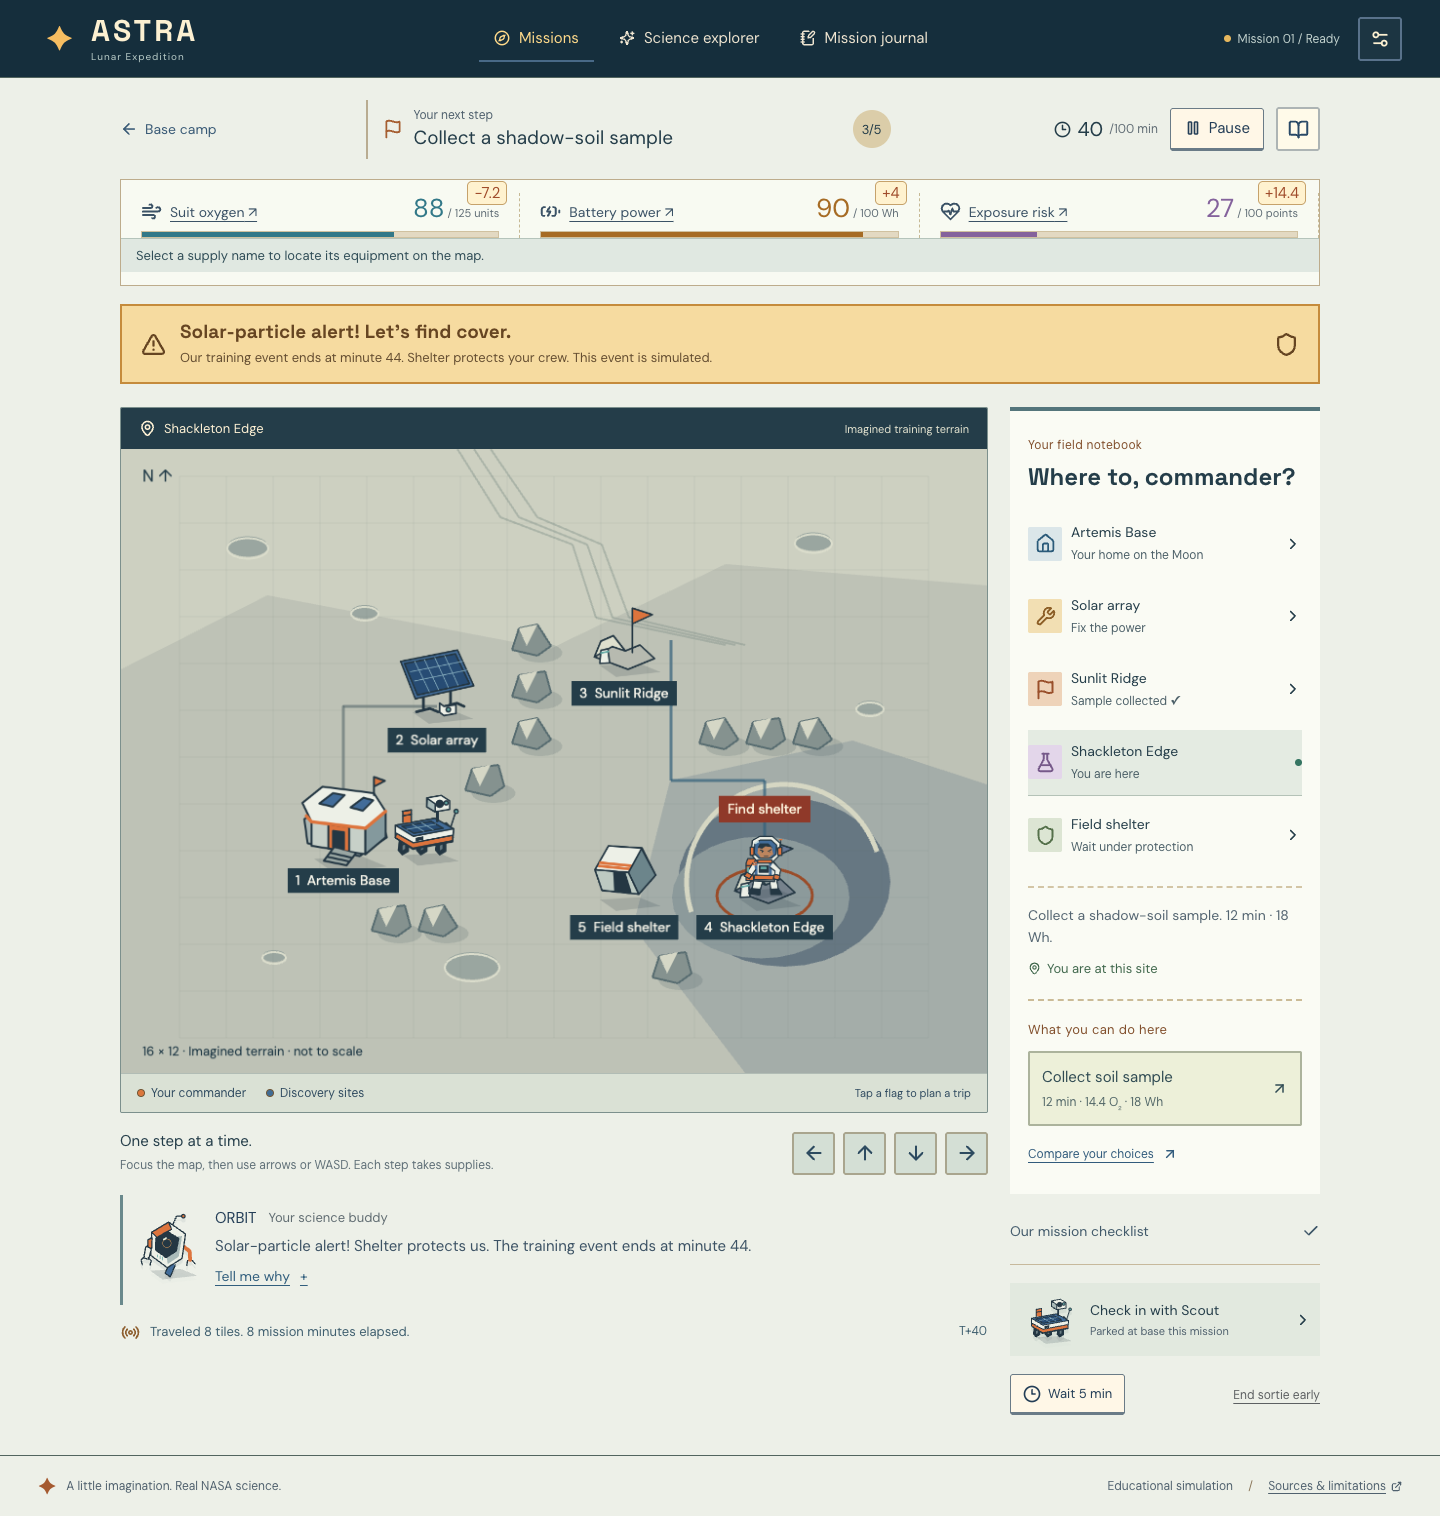 ASTRA
Lunar Expedition
Missions
Science explorer
Mission journal
Mission 01 / Ready
Base camp
Your next step
Collect a shadow-soil sample
3/5
40 /100 min
Pause
Suit oxygen
88 / 125 units
-7.2
Battery power
90 / 100 Wh
+4
Exposure risk
27 / 100 points
+14.4
Select a supply name to locate its equipment on the map.
Solar-particle alert! Let's find cover.
Our training event ends at minute 44. Shelter protects your crew. This event is simulated.
Shackleton Edge
Imagined training terrain
N ↑
3 Sunlit Ridge
2 Solar array
Find shelter
1 Artemis Base
5 Field shelter
4 Shackleton Edge
16 × 12 · Imagined terrain · not to scale
Your commander
Discovery sites
Tap a flag to plan a trip
One step at a time.
Focus the map, then use arrows or WASD. Each step takes supplies.
ORBIT Your science buddy
Solar-particle alert! Shelter protects us. The training event ends at minute 44.
Tell me why +
Traveled 8 tiles. 8 mission minutes elapsed.
T+40
Your field notebook
Where to, commander?
Artemis Base
Your home on the Moon
Solar array
Fix the power
Sunlit Ridge
Sample collected ✓
Shackleton Edge
You are here
Field shelter
Wait under protection
Collect a shadow-soil sample. 12 min · 18
Wh.
You are at this site
What you can do here
Collect soil sample
12 min · 14.4 O₂ · 18 Wh
Compare your choices
Our mission checklist
Check in with Scout
Parked at base this mission
Wait 5 min
End sortie early
A little imagination. Real NASA science.
Educational simulation / Sources & limitations